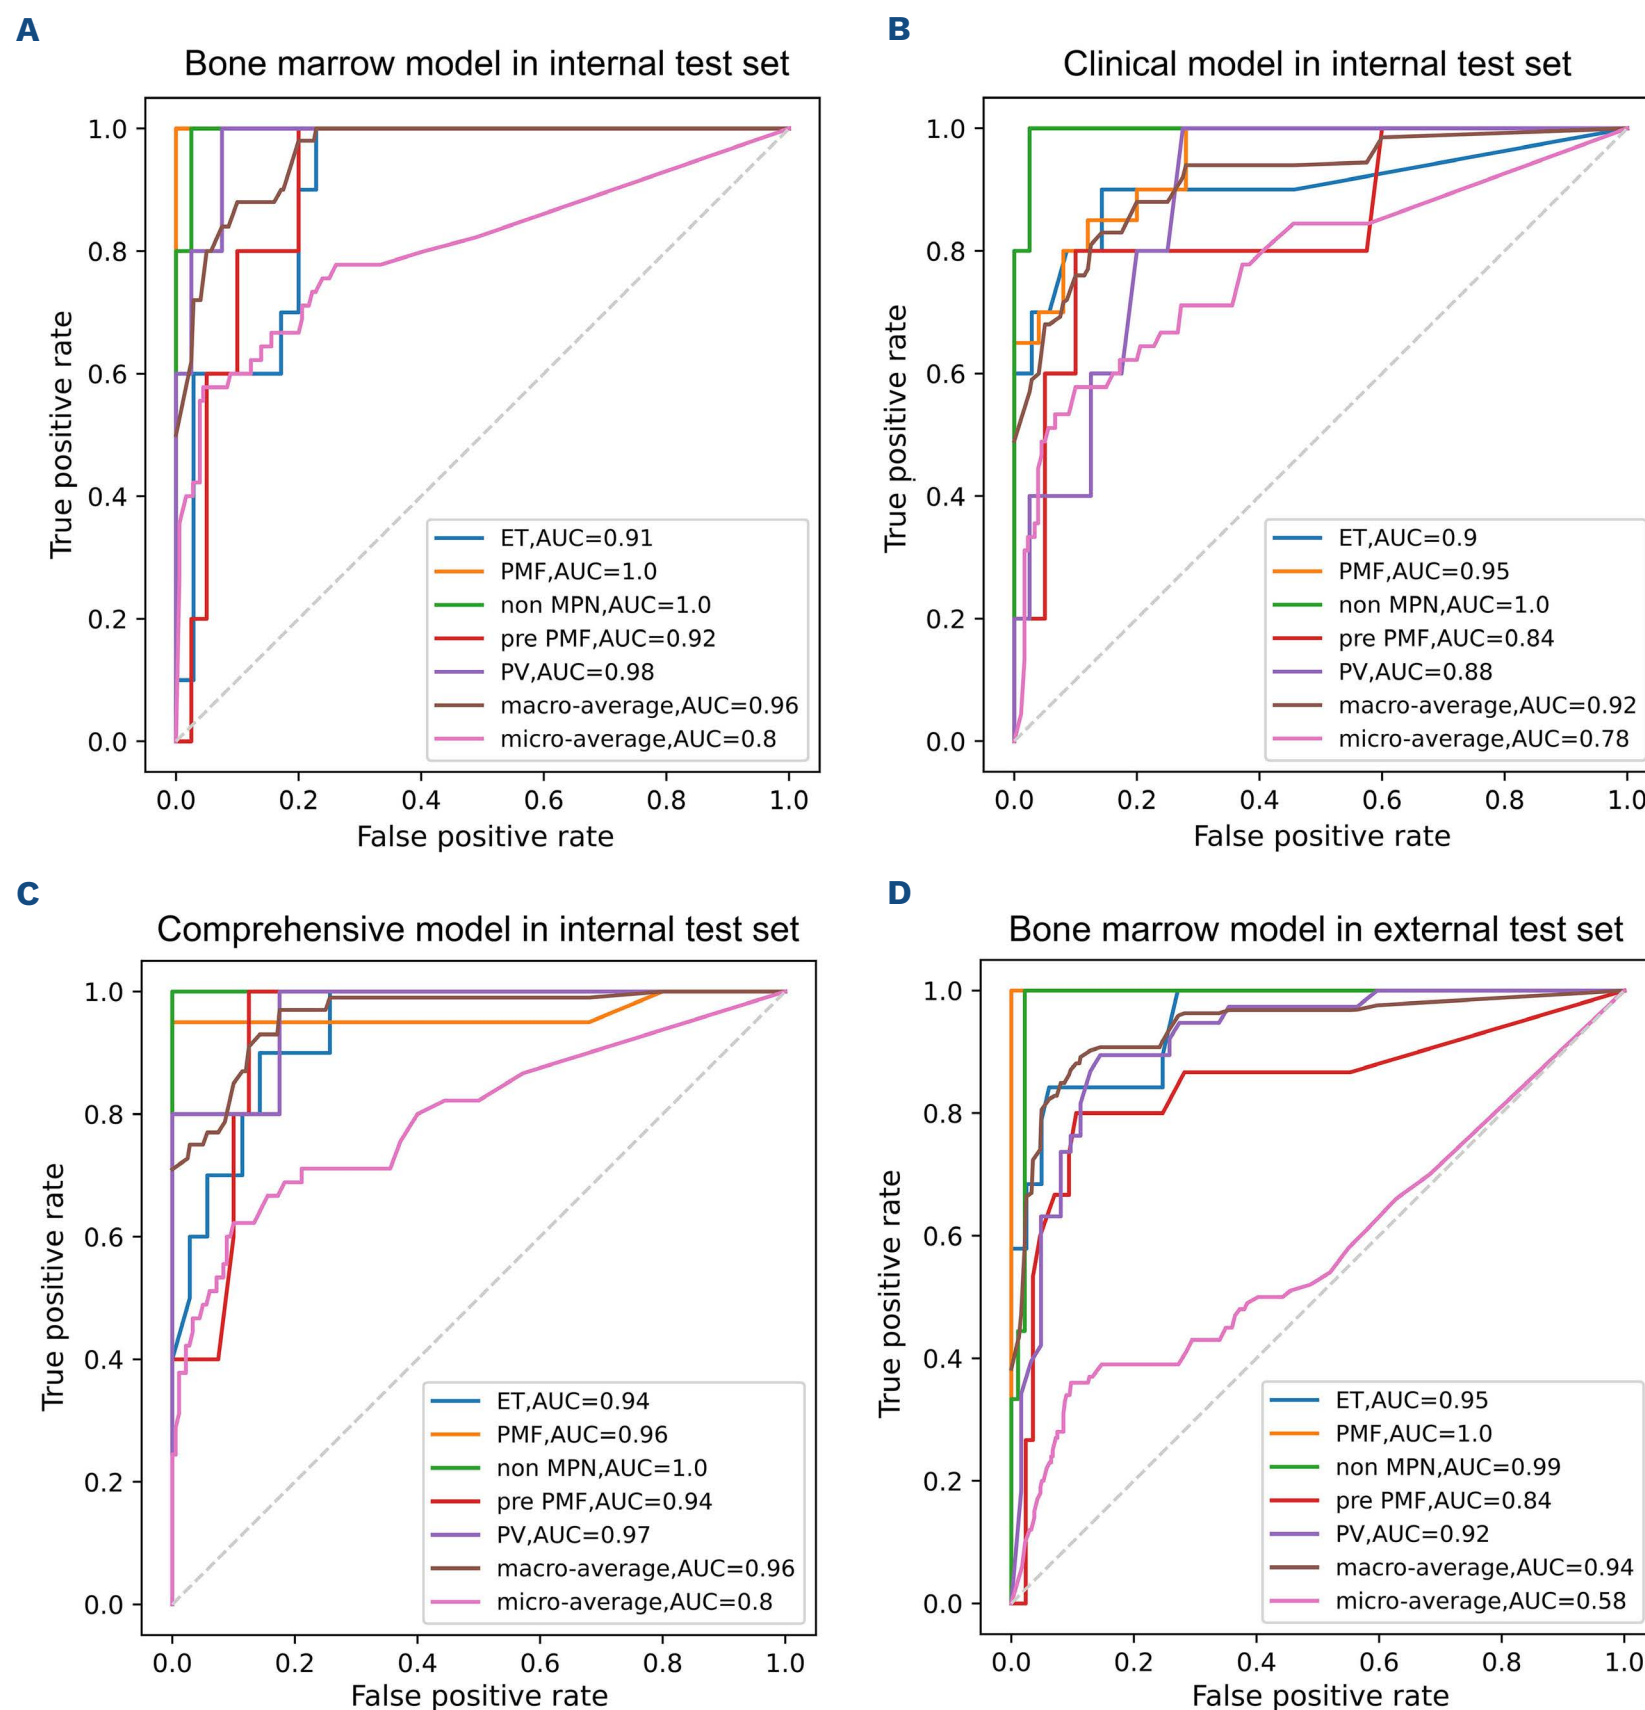 A
Bone marrow model in internal test set
True positive rate
1.0
0.8
0.6
0.4
0.2
0.0
ET,AUC=0.91
PMF,AUC=1.0
non MPN,AUC=1.0
pre PMF,AUC=0.92
PV,AUC=0.98
macro-average,AUC=0.96
micro-average,AUC=0.8
0.0 0.2 0.4 0.6 0.8 1.0
False positive rate
B
Clinical model in internal test set
True positive rate
1.0
0.8
0.6
0.4
0.2
0.0
ET,AUC=0.9
PMF,AUC=0.95
non MPN,AUC=1.0
pre PMF,AUC=0.84
PV,AUC=0.88
macro-average,AUC=0.92
micro-average,AUC=0.78
0.0 0.2 0.4 0.6 0.8 1.0
False positive rate
C
Comprehensive model in internal test set
True positive rate
1.0
0.8
0.6
0.4
0.2
0.0
ET,AUC=0.94
PMF,AUC=0.96
non MPN,AUC=1.0
pre PMF,AUC=0.94
PV,AUC=0.97
macro-average,AUC=0.96
micro-average,AUC=0.8
0.0 0.2 0.4 0.6 0.8 1.0
False positive rate
D
Bone marrow model in external test set
True positive rate
1.0
0.8
0.6
0.4
0.2
0.0
ET,AUC=0.95
PMF,AUC=1.0
non MPN,AUC=0.99
pre PMF,AUC=0.84
PV,AUC=0.92
macro-average,AUC=0.94
micro-average,AUC=0.58
0.0 0.2 0.4 0.6 0.8 1.0
False positive rate